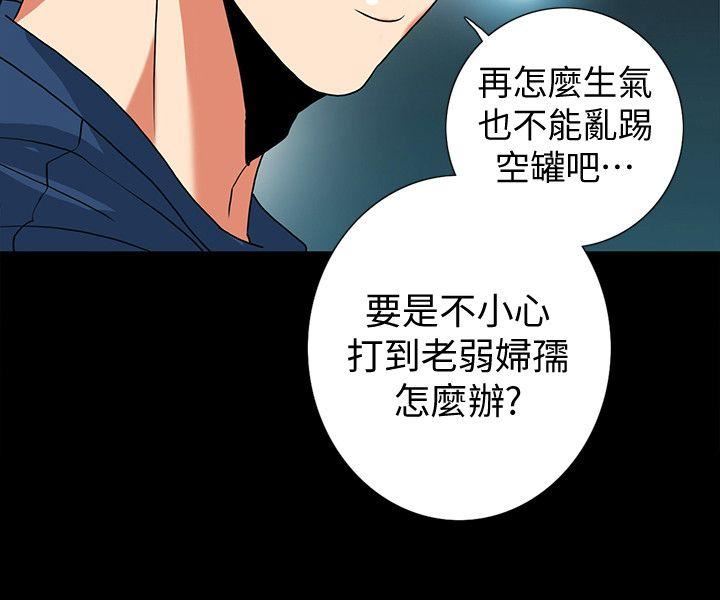 再怎麼生氣
也不能亂踢
空罐吧⋯
要是不小心
打到老弱婦孺
怎麼辦?